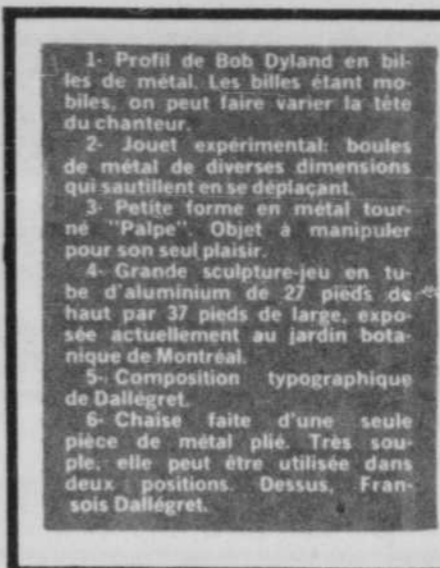 1- Profil de Bob Dyland en bil-
les de métal. Les billes étant mo-
biles, on peut faire varier la tête
du chanteur.
2- Jouet expérimental: boules
de métal de diverses dimensions
qui sautillent en se déplaçant.
3- Petite forme en métal tour-
né "Palpe". Objet à manipuler
pour son seul plaisir.
4- Grande sculpture-jeu en tu-
be d'aluminium de 27 pieds de
haut par 37 pieds de large, expo-
sée actuellement au jardin bota-
nique de Montréal.
5- Composition typographique
de Dallégret.
6- Chaise faite d'une seule
pièce de métal plié. Très sou-
ple, elle peut être utilisée dans
deux positions. Dessus, Fran-
sois Dallégret.